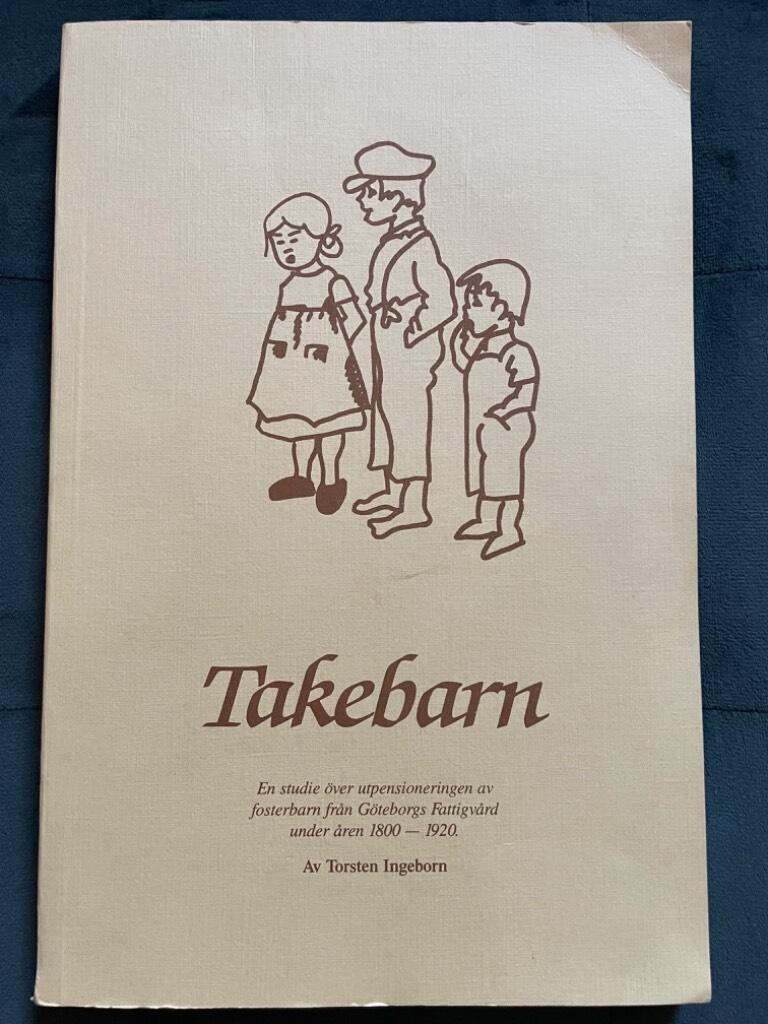 Takebarn
En studie över utpensioneringen av
fosterbarn från Göteborgs Fattigvård
under åren 1800 — 1920.
Av Torsten Ingeborn